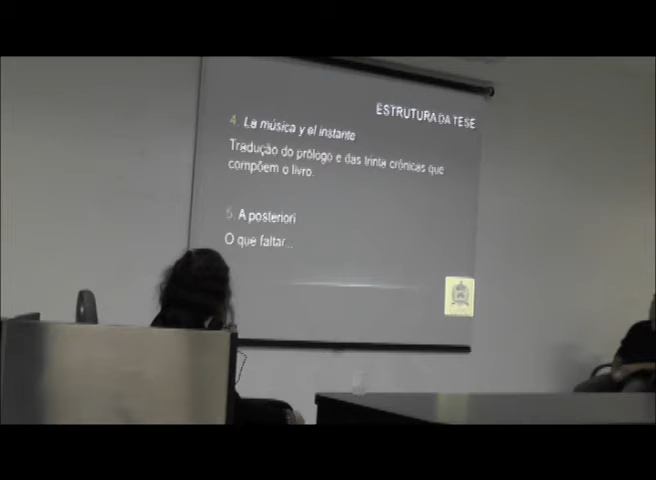 ESTRUTURA DA TESE
4. La música y el instante
Tradução do prólogo e das trinta crônicas que
compõem o livro.
5. A posteriori
O que faltar...